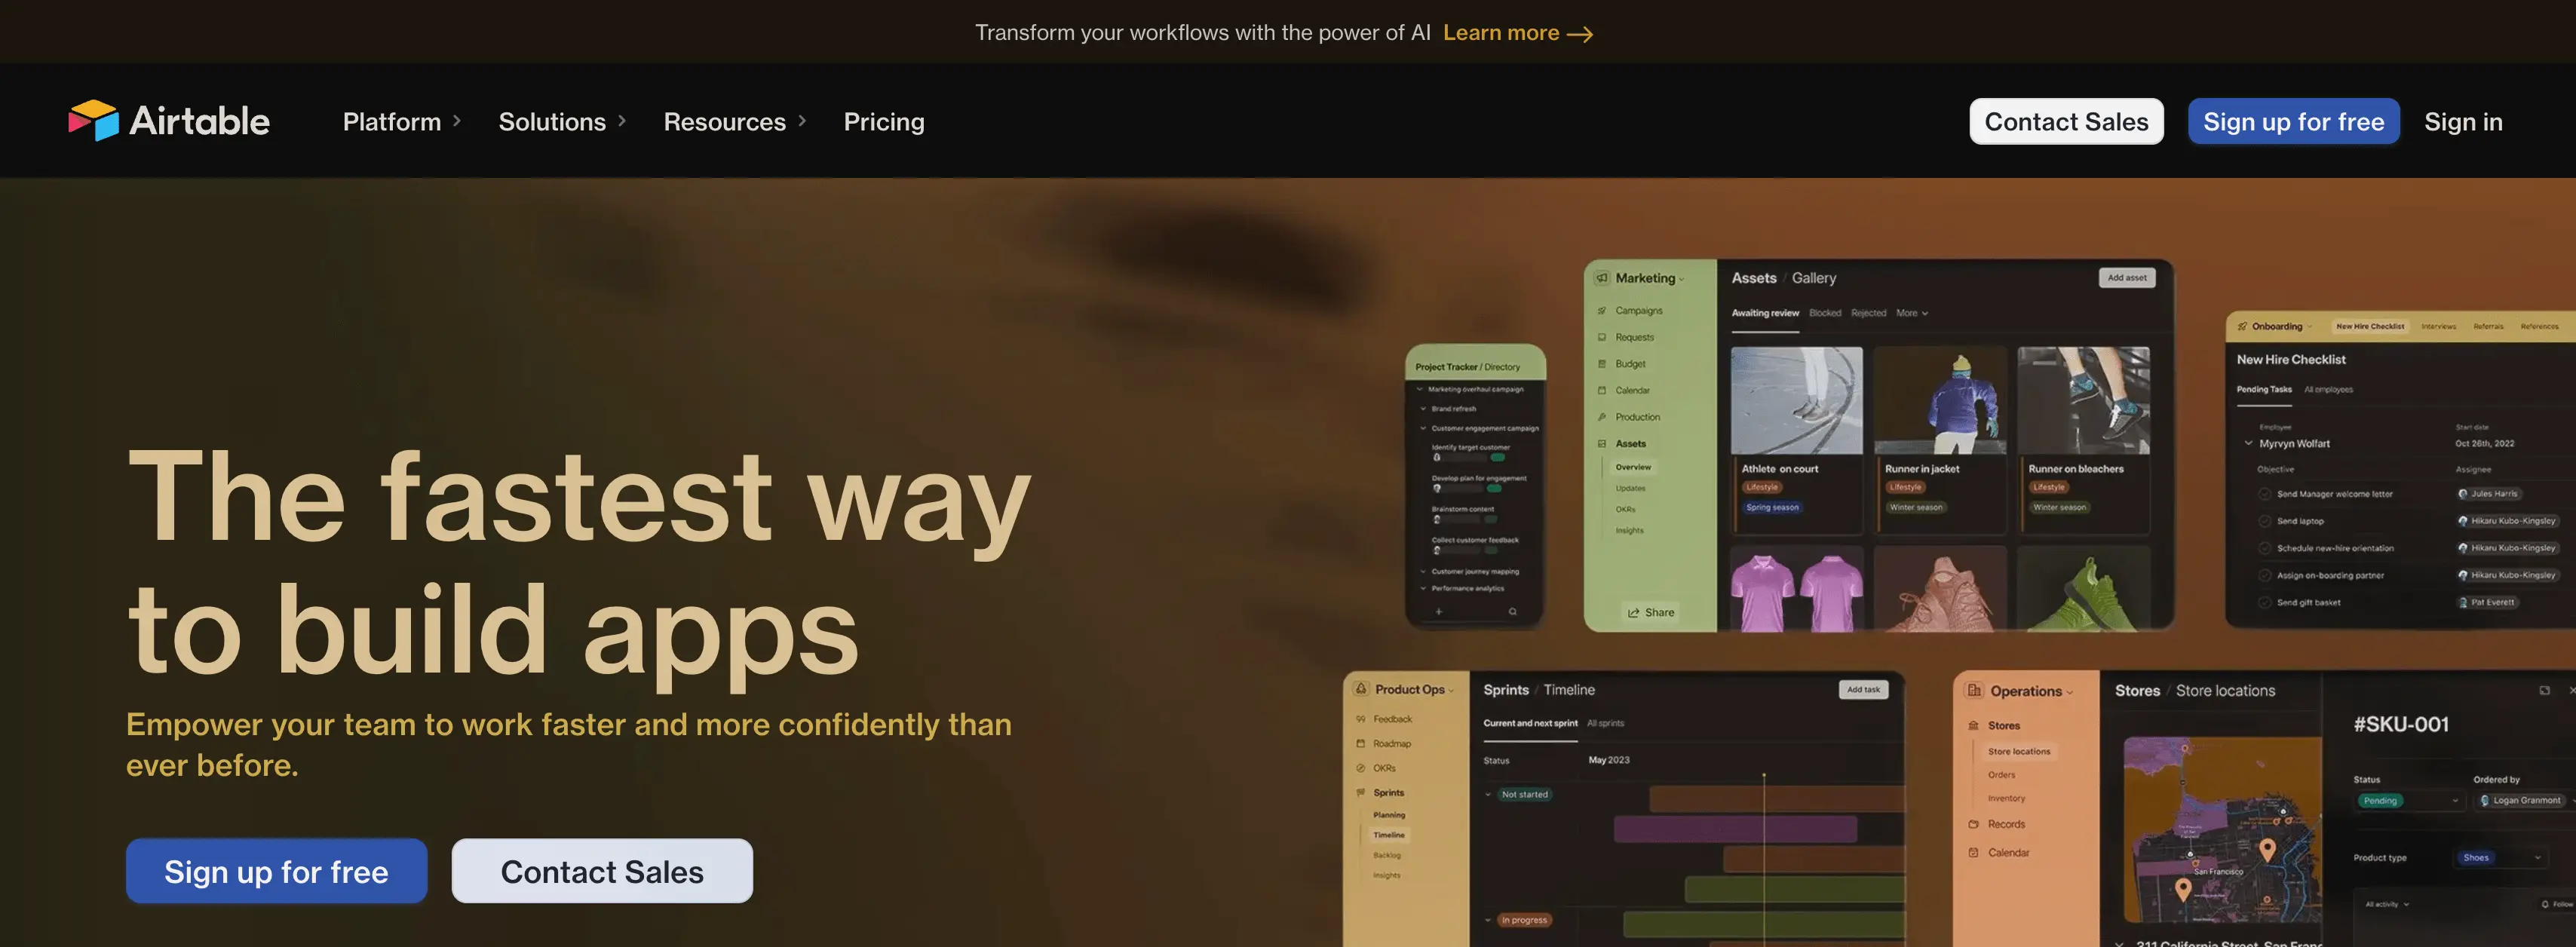 Transform your workflows with the power of AI Learn more →
Airtable
Platform
Solutions
Resources
Pricing
Contact Sales
Sign up for free
Sign in
The fastest way
to build apps
Empower your team to work faster and more confidently than
ever before.
Sign up for free
Contact Sales
Project Tracker / Directory
Marketing overhaul campaign
Brand refresh
Customer engagement campaign
Identify target customer
Develop plan for engagement
Brainstorm content
Collect customer feedback
Customer journey mapping
Performance analytics
Marketing
Campaigns
Requests
Budget
Calendar
Production
Assets
Overview
Updates
OKRs
Insights
Share
Assets / Gallery
Add asset
Awaiting review Blocked Rejected More
Athlete on court
Lifestyle
Spring season
Runner in jacket
Lifestyle
Winter season
Runner on bleachers
Lifestyle
Winter season
Onboarding
New Hire Checklist Interviews Referrals References
New Hire Checklist
Pending Tasks All employees
Employee Start date
Myrvyn Wolfart Oct 26th, 2022
Objective Assignee
Send Manager welcome letter Jules Harris
Send laptop Hikaru Kubo-Kingsley
Schedule new-hire orientation Hikaru Kubo-Kingsley
Assign on-boarding partner Hikaru Kubo-Kingsley
Send gift basket Pat Everett
Product Ops
Feedback
Roadmap
OKRs
Sprints
Planning
Timeline
Backlog
Insights
Sprints / Timeline
Add task
Current and next sprint All sprints
Status May 2023
Not started
In progress
Operations
Stores
Store locations
Orders
Inventory
Records
Calendar
Stores / Store locations
San Francisco
311 California Street, San Franc
#SKU-001
Status Ordered by
Pending Logan Granmont
Product type Shoes
All activity Follow